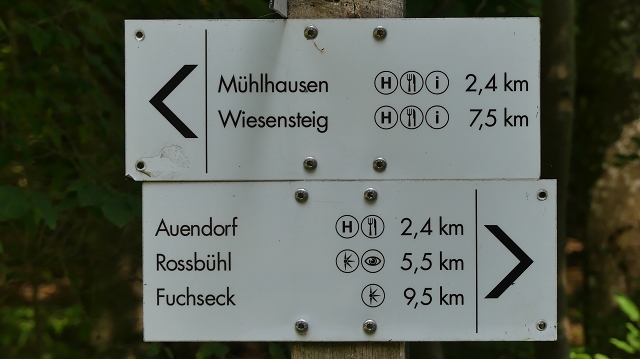 Mühlhausen H i 2,4 km
Wiesensteig H i 7,5 km
Auendorf H 2,4 km
Rossbühl 5,5 km
Fuchseck 9,5 km